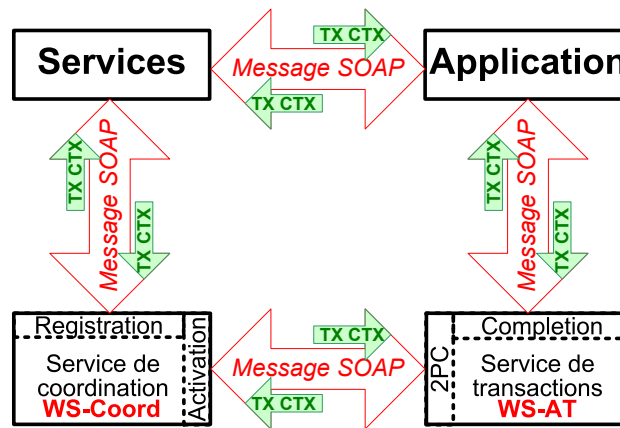 TX CTX
Services
Message SOAP
Application
TX CTX
TX CTX
Message SOAP
TX CTX
TX CTX
Message SOAP
TX CTX
Registration
Activation
Service de
coordination
WS-Coord
TX CTX
Message SOAP
TX CTX
2PC
Completion
Service de
transactions
WS-AT